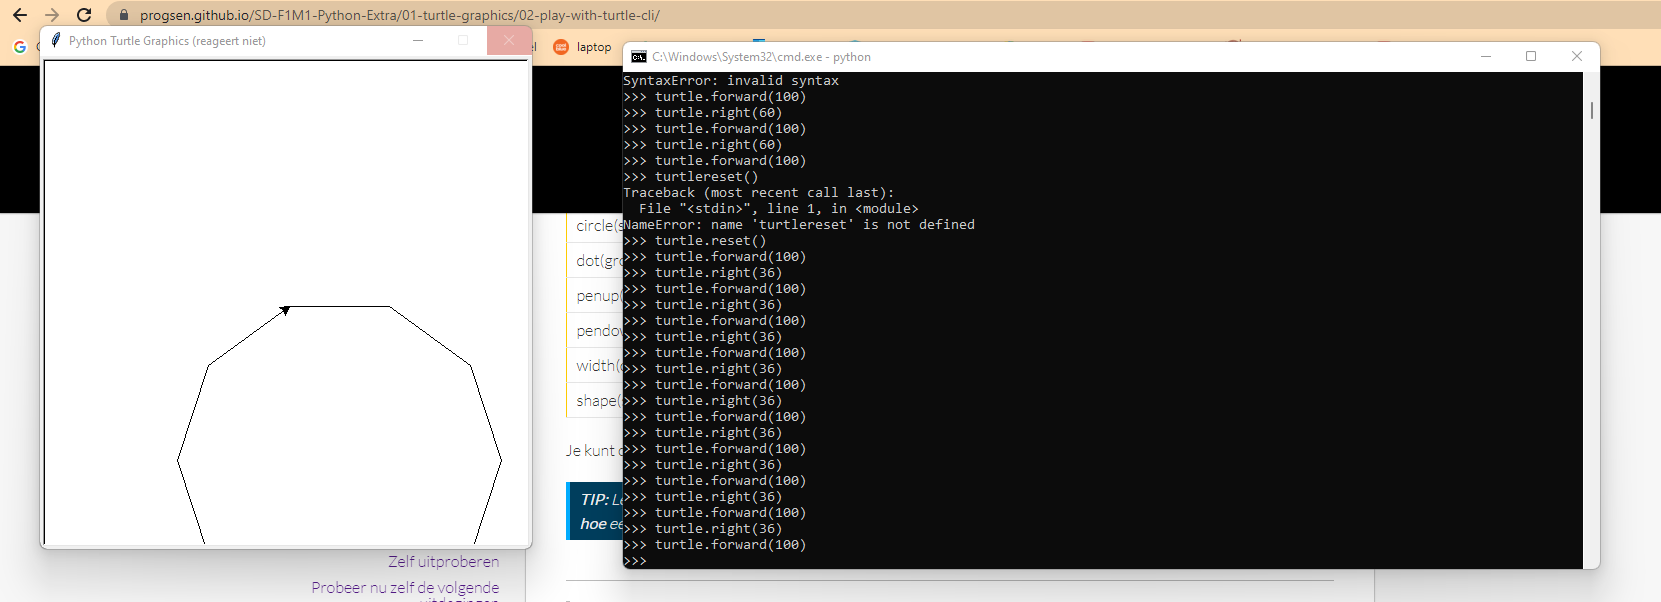 progsen.github.io/SD-F1M1-Python-Extra/01-turtle-graphics/02-play-with-turtle-cli/
Python Turtle Graphics (reageert niet)
laptop
C:\Windows\System32\cmd.exe - python
SyntaxError: invalid syntax
>>> turtle.forward(100)
>>> turtle.right(60)
>>> turtle.forward(100)
>>> turtle.right(60)
>>> turtle.forward(100)
>>> turtlereset()
Traceback (most recent call last):
  File "<stdin>", line 1, in <module>
NameError: name 'turtlereset' is not defined
>>> turtle.reset()
>>> turtle.forward(100)
>>> turtle.right(36)
>>> turtle.forward(100)
>>> turtle.right(36)
>>> turtle.forward(100)
>>> turtle.right(36)
>>> turtle.forward(100)
>>> turtle.right(36)
>>> turtle.forward(100)
>>> turtle.right(36)
>>> turtle.forward(100)
>>> turtle.right(36)
>>> turtle.forward(100)
>>> turtle.right(36)
>>> turtle.forward(100)
>>> turtle.right(36)
>>> turtle.forward(100)
>>> turtle.right(36)
>>> turtle.forward(100)
>>>
circle(
dot(
penup(
width(
shape(
Je kunt
TIP:
hoe
Zelf uitproberen
Probeer nu zelf de volgende